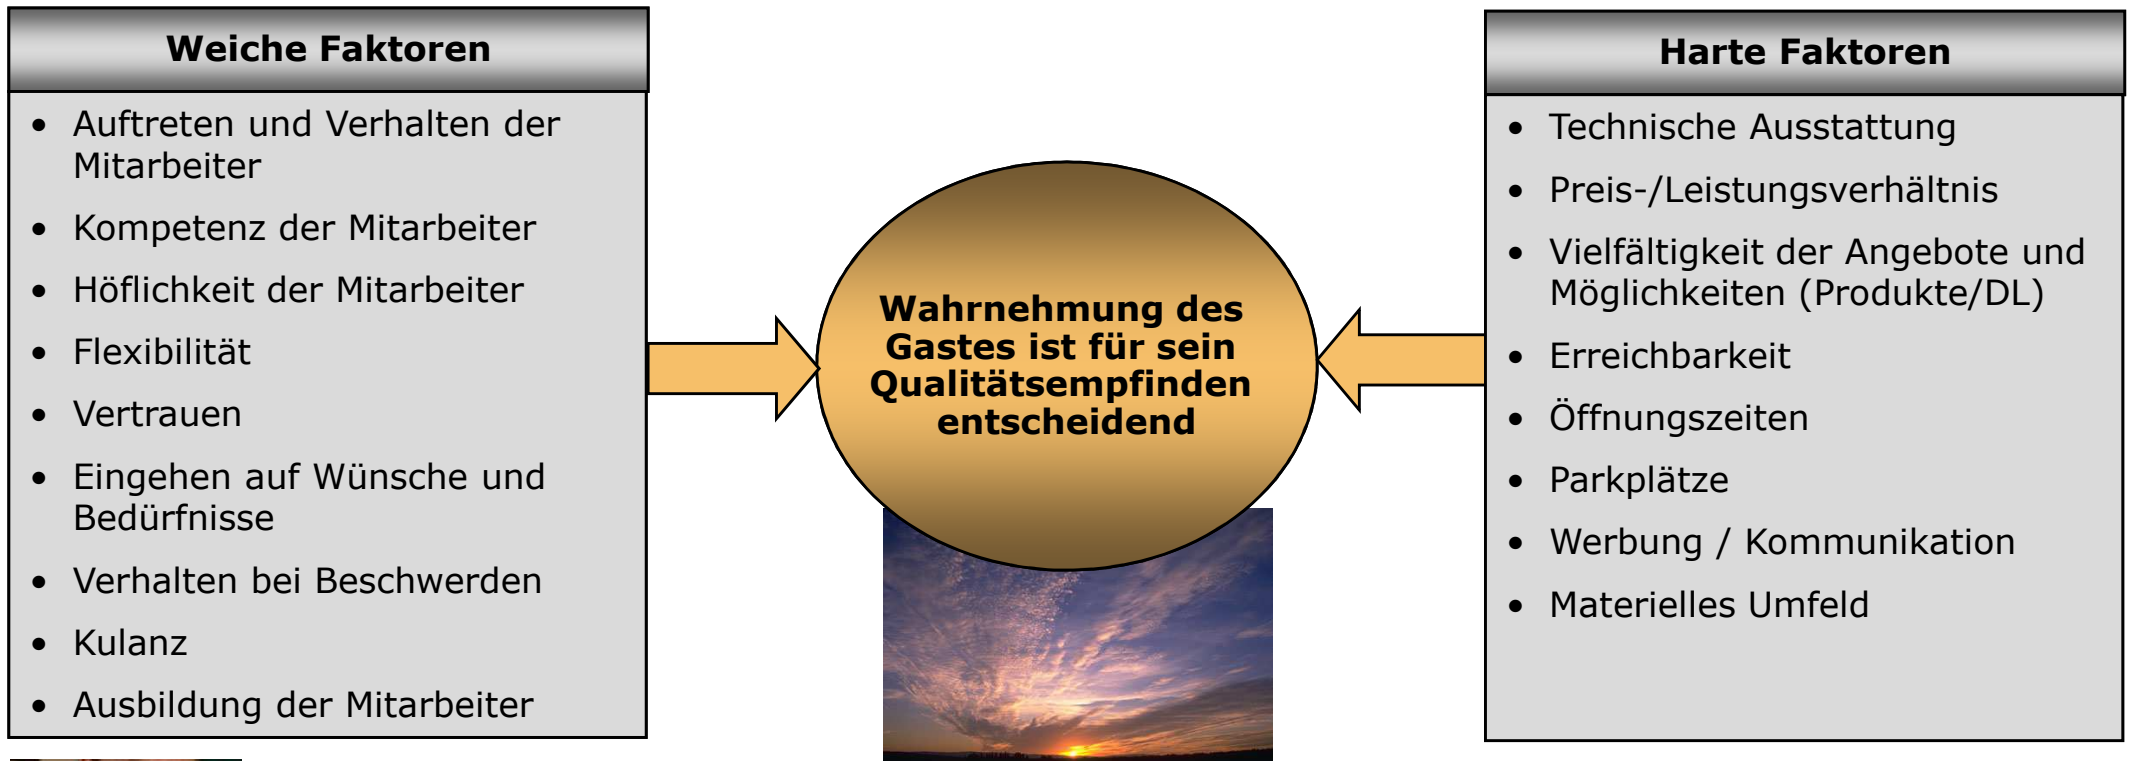 Weiche Faktoren
• Auftreten und Verhalten der
Mitarbeiter
• Kompetenz der Mitarbeiter
• Höflichkeit der Mitarbeiter
• Flexibilität
• Vertrauen
• Eingehen auf Wünsche und
Bedürfnisse
• Verhalten bei Beschwerden
• Kulanz
• Ausbildung der Mitarbeiter
Wahrnehmung des
Gastes ist für sein
Qualitätsempfinden
entscheidend
Harte Faktoren
• Technische Ausstattung
• Preis-/Leistungsverhältnis
• Vielfältigkeit der Angebote und
Möglichkeiten (Produkte/DL)
• Erreichbarkeit
• Öffnungszeiten
• Parkplätze
• Werbung / Kommunikation
• Materielles Umfeld